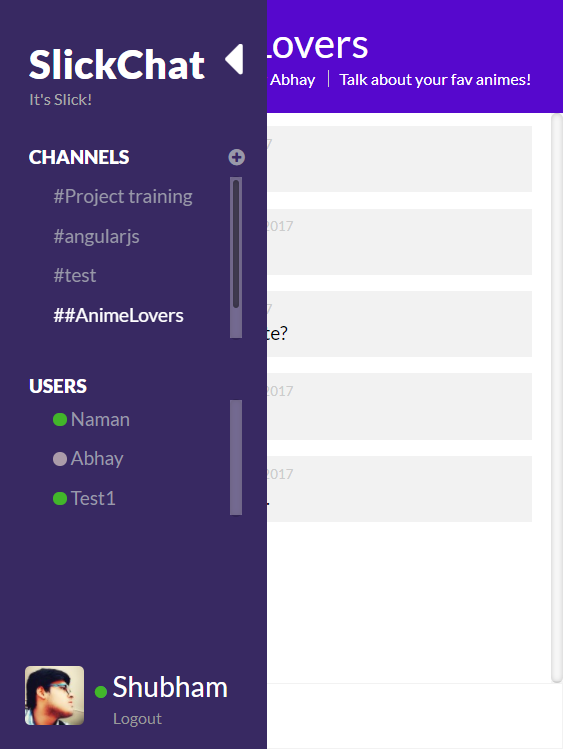 SlickChat
It's Slick!
CHANNELS
#Project training
#angularjs
#test
##AnimeLovers
USERS
Naman
Abhay
Test1
Shubham
Logout
Lovers
Abhay | Talk about your fav animes!
7
2017
7
te?
2017
2017
.